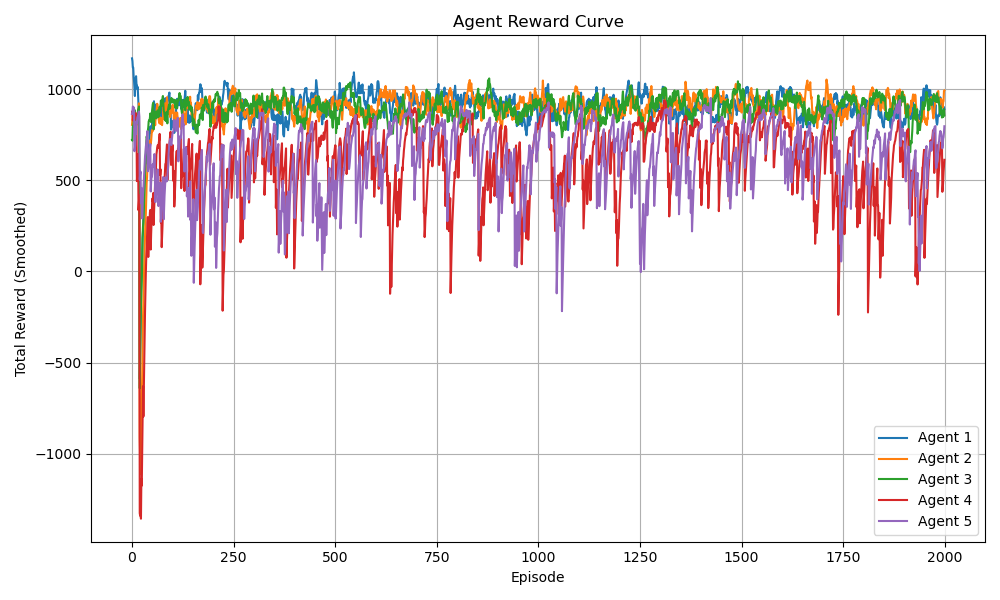 Agent Reward Curve
Total Reward (Smoothed)
1000
500
0
−500
−1000
0
250
500
750
1000
1250
1500
1750
2000
Episode
Agent 1
Agent 2
Agent 3
Agent 4
Agent 5